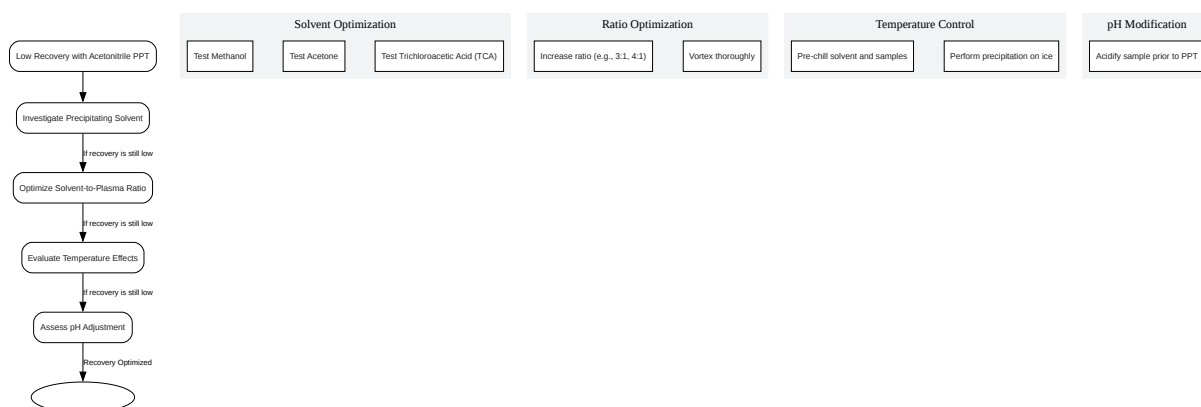 Low Recovery with Acetonitrile PPT
Investigate Precipitating Solvent
If recovery is still low
Optimize Solvent-to-Plasma Ratio
If recovery is still low
Evaluate Temperature Effects
If recovery is still low
Assess pH Adjustment
Recovery Optimized
Solvent Optimization
Test Methanol
Test Acetone
Test Trichloroacetic Acid (TCA)
Ratio Optimization
Increase ratio (e.g., 3:1, 4:1)
Vortex thoroughly
Temperature Control
Pre-chill solvent and samples
Perform precipitation on ice
pH Modification
Acidify sample prior to PPT